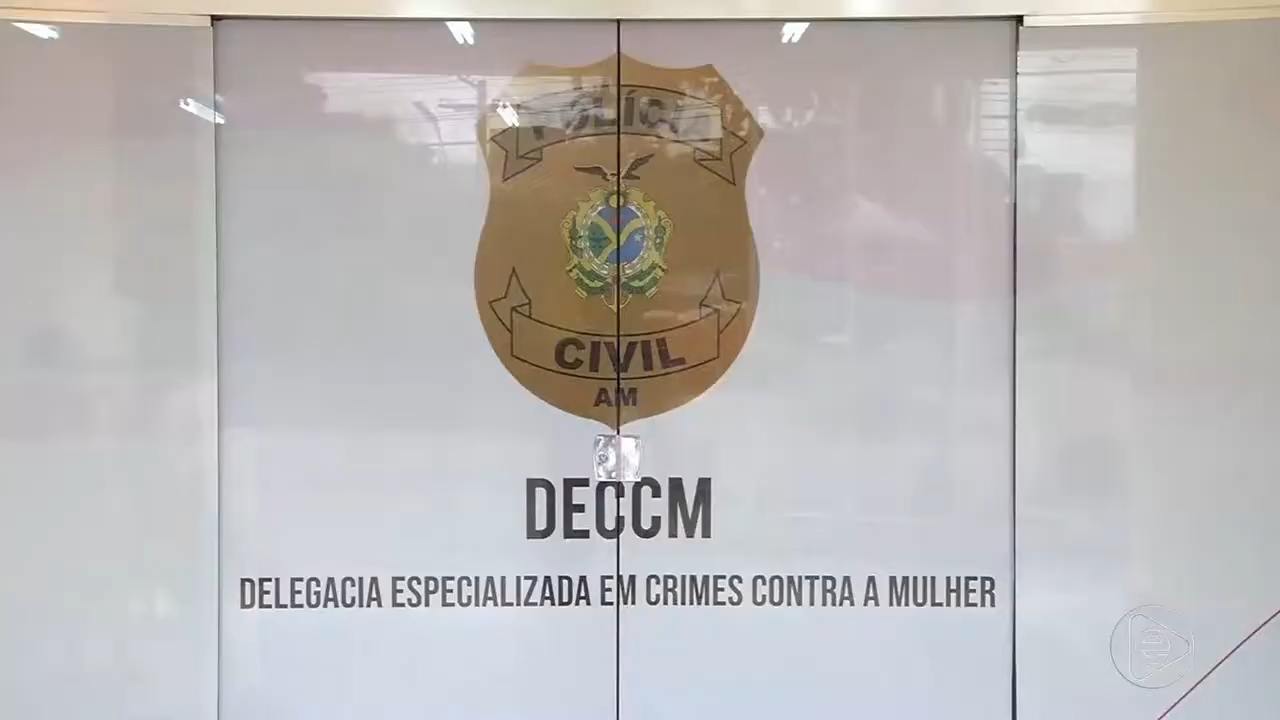 POLÍCIA
CIVIL
AM
DECCM
DELEGACIA ESPECIALIZADA EM CRIMES CONTRA A MULHER